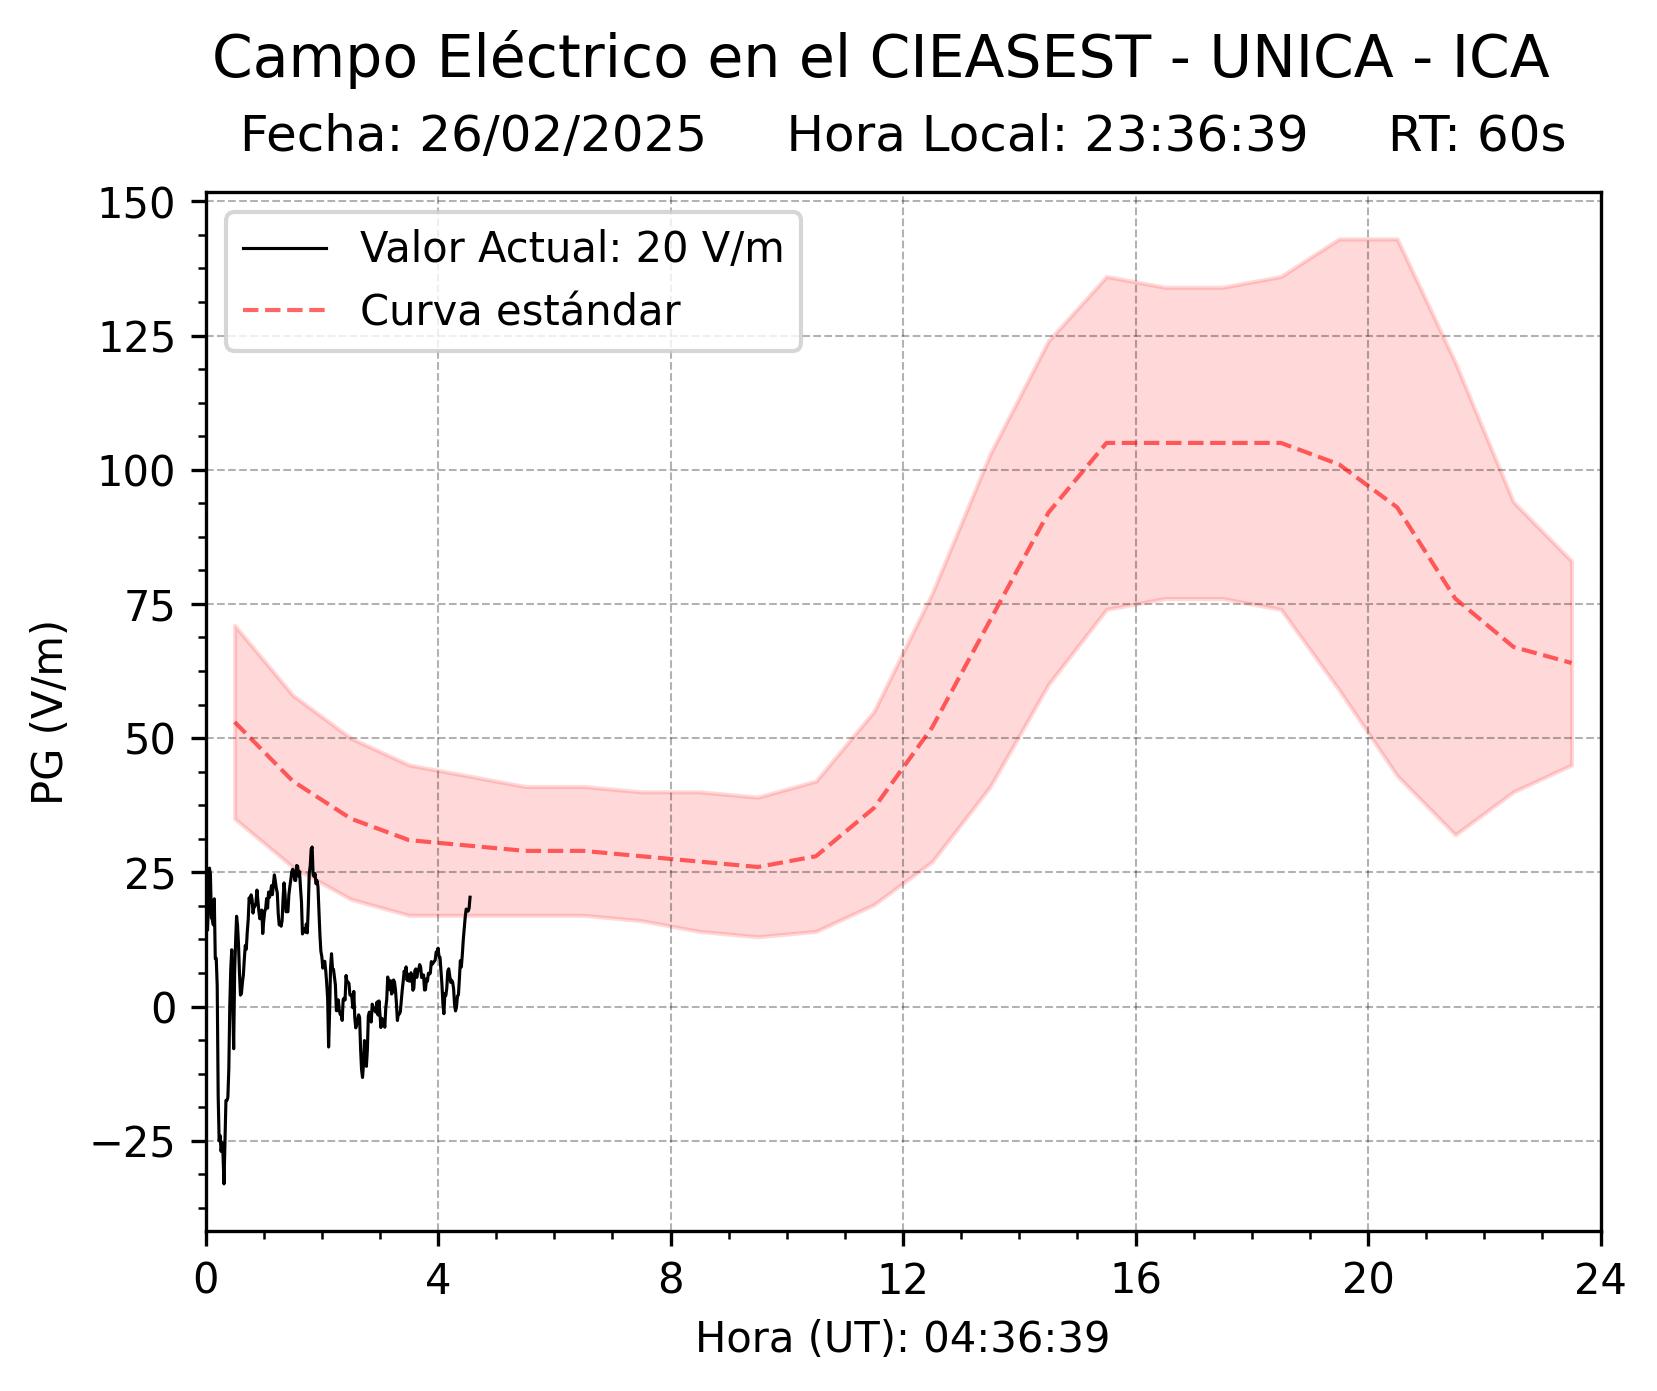 Campo Eléctrico en el CIEASEST - UNICA - ICA
Fecha: 26/02/2025 Hora Local: 23:36:39 RT: 60s
Valor Actual: 20 V/m
Curva estándar
PG (V/m)
150
125
100
75
50
25
0
−25
0 4 8 12 16 20 24
Hora (UT): 04:36:39